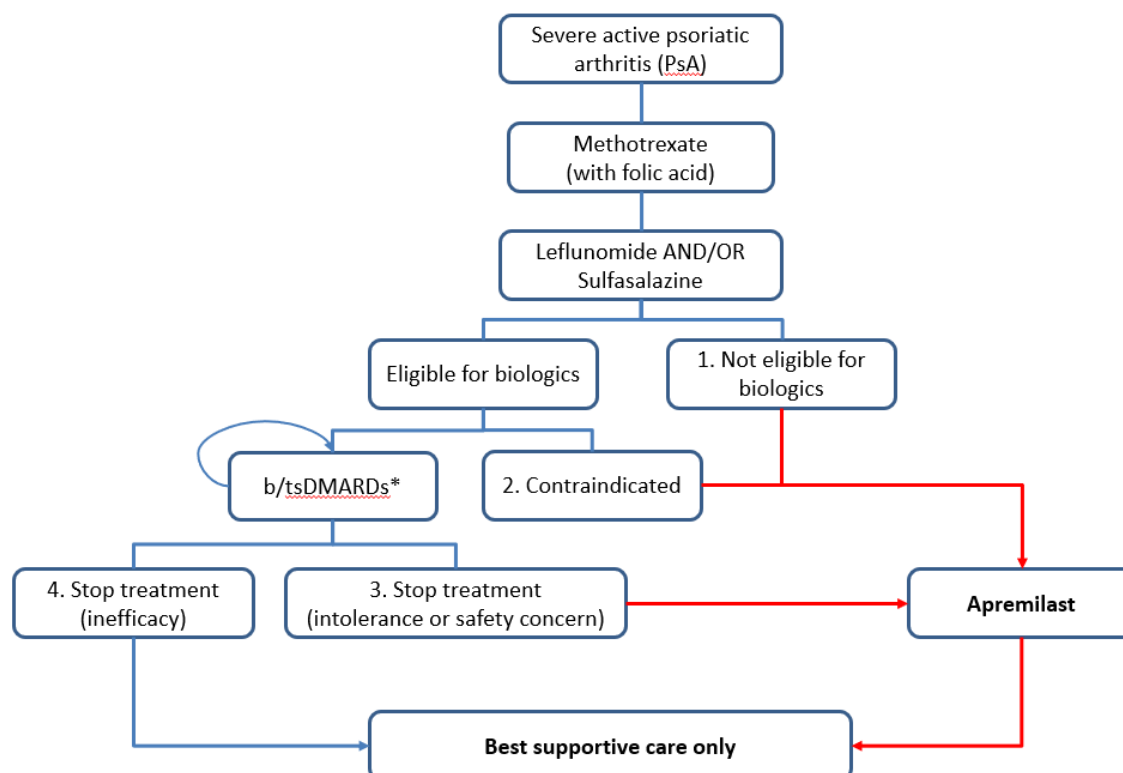 Severe active psoriatic
arthritis (PsA)
Methotrexate
(with folic acid)
Leflunomide AND/OR
Sulfasalazine
Eligible for biologics
1. Not eligible for
biologics
b/tsDMARDs*
2. Contraindicated
4. Stop treatment
(inefficacy)
3. Stop treatment
(intolerance or safety concern)
Apremilast
Best supportive care only